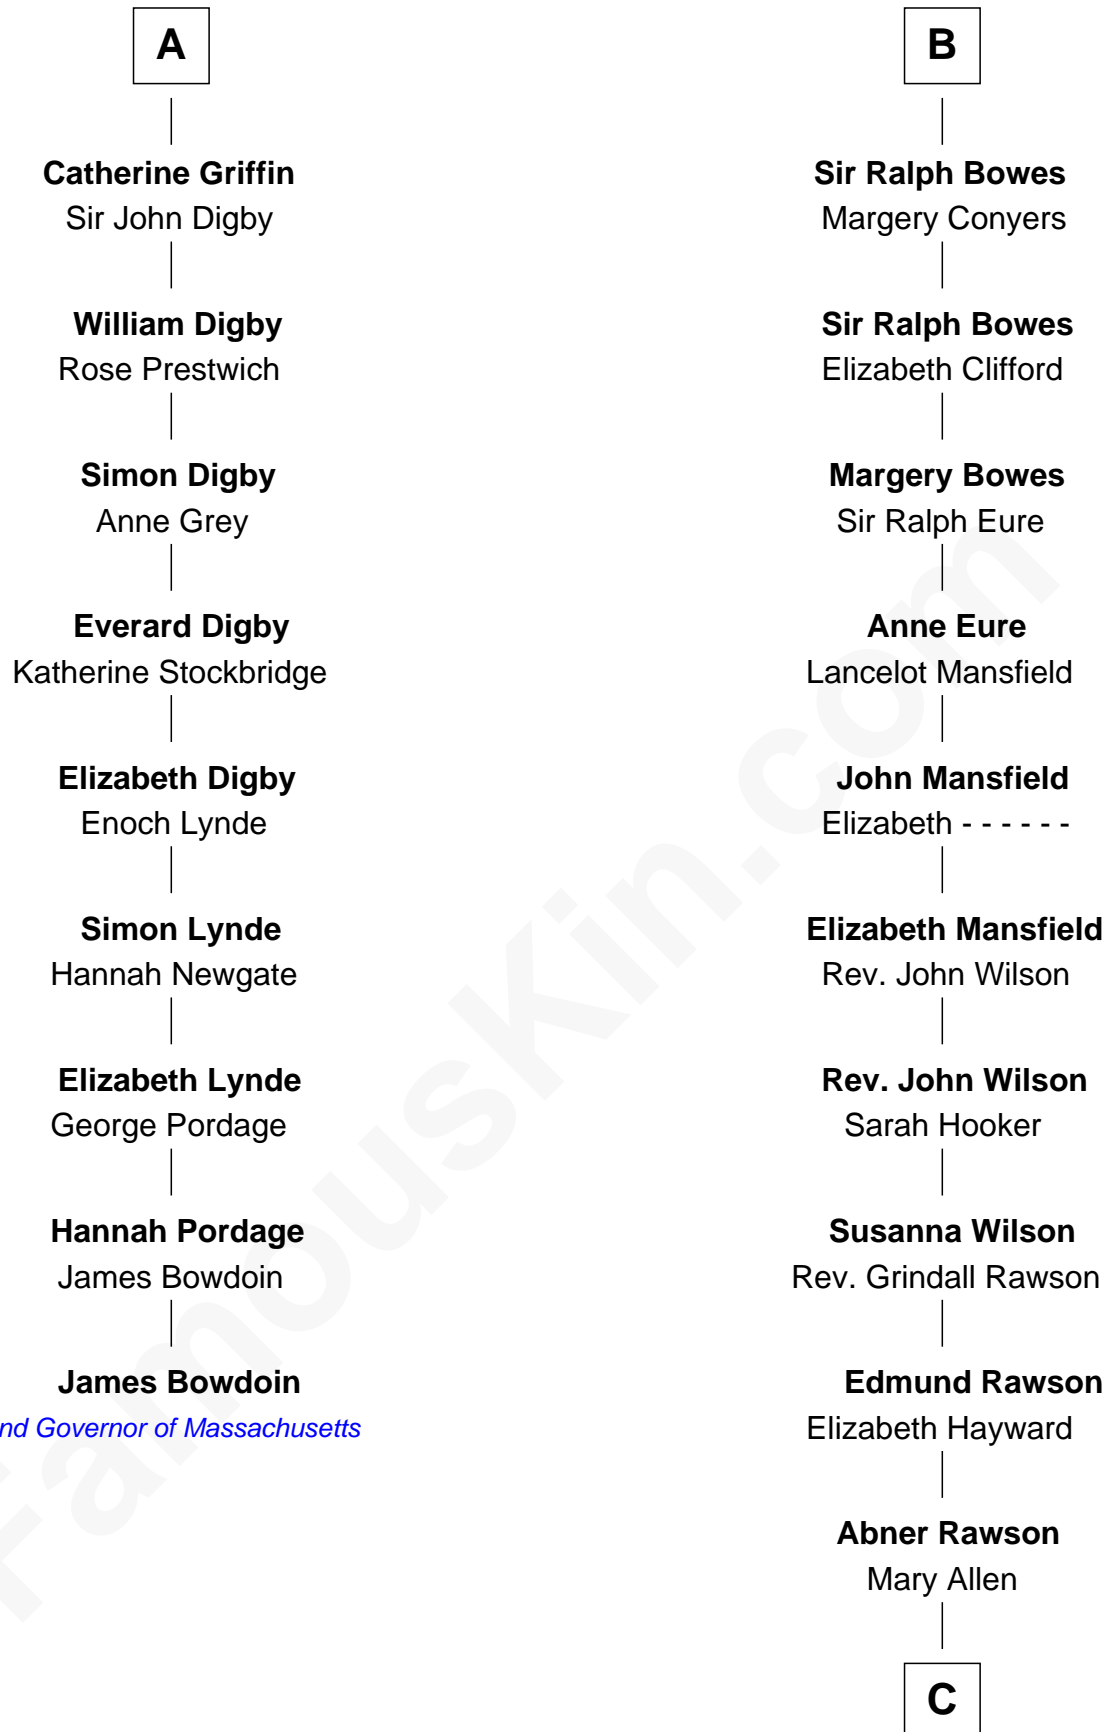 A
Catherine Griffin
Sir John Digby
William Digby
Rose Prestwich
Simon Digby
Anne Grey
Everard Digby
Katherine Stockbridge
Elizabeth Digby
Enoch Lynde
Simon Lynde
Hannah Newgate
Elizabeth Lynde
George Pordage
Hannah Pordage
James Bowdoin
James Bowdoin
nd Governor of Massachusetts
B
Sir Ralph Bowes
Margery Conyers
Sir Ralph Bowes
Elizabeth Clifford
Margery Bowes
Sir Ralph Eure
Anne Eure
Lancelot Mansfield
John Mansfield
Elizabeth - - - - - -
Elizabeth Mansfield
Rev. John Wilson
Rev. John Wilson
Sarah Hooker
Susanna Wilson
Rev. Grindall Rawson
Edmund Rawson
Elizabeth Hayward
Abner Rawson
Mary Allen
C
FamousKin.com